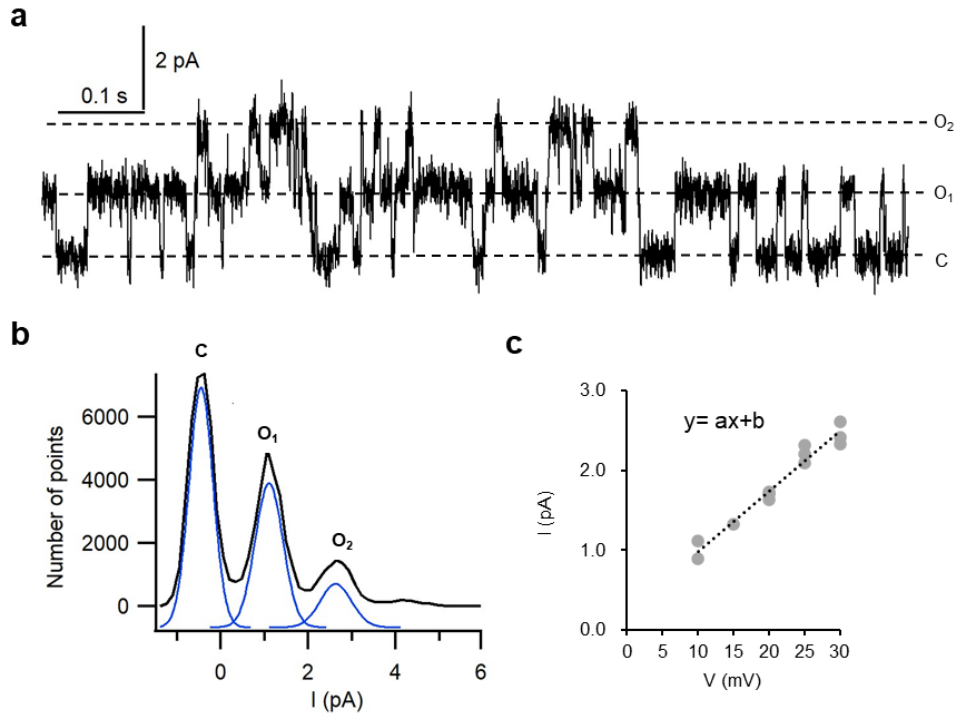 a
2 pA
0.1 s
O₂
O₁
C
b
C
O₁
O₂
6000
4000
2000
0
Number of points
0 2 4 6
I (pA)
c
3.0
2.0
1.0
0.0
I (pA)
y= ax+b
0 5 10 15 20 25 30
V (mV)